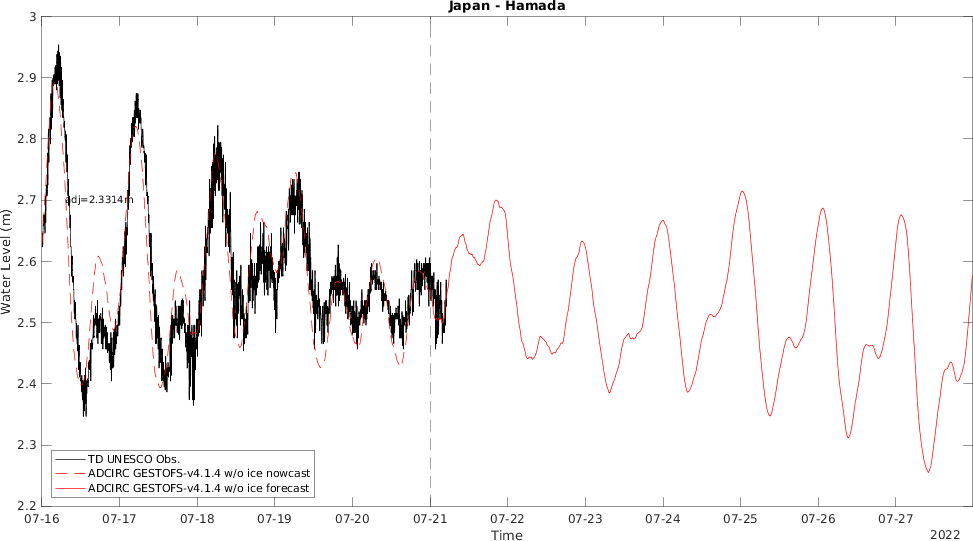 Japan - Hamada
3
2.9
2.8
2.7
2.6
2.5
2.4
2.3
2.2
Water Level (m)
adj=2.3314m
TD UNESCO Obs.
ADCIRC GESTOFS-v4.1.4 w/o ice nowcast
ADCIRC GESTOFS-v4.1.4 w/o ice forecast
07-16 07-17 07-18 07-19 07-20 07-21 07-22 07-23 07-24 07-25 07-26 07-27
Time
2022